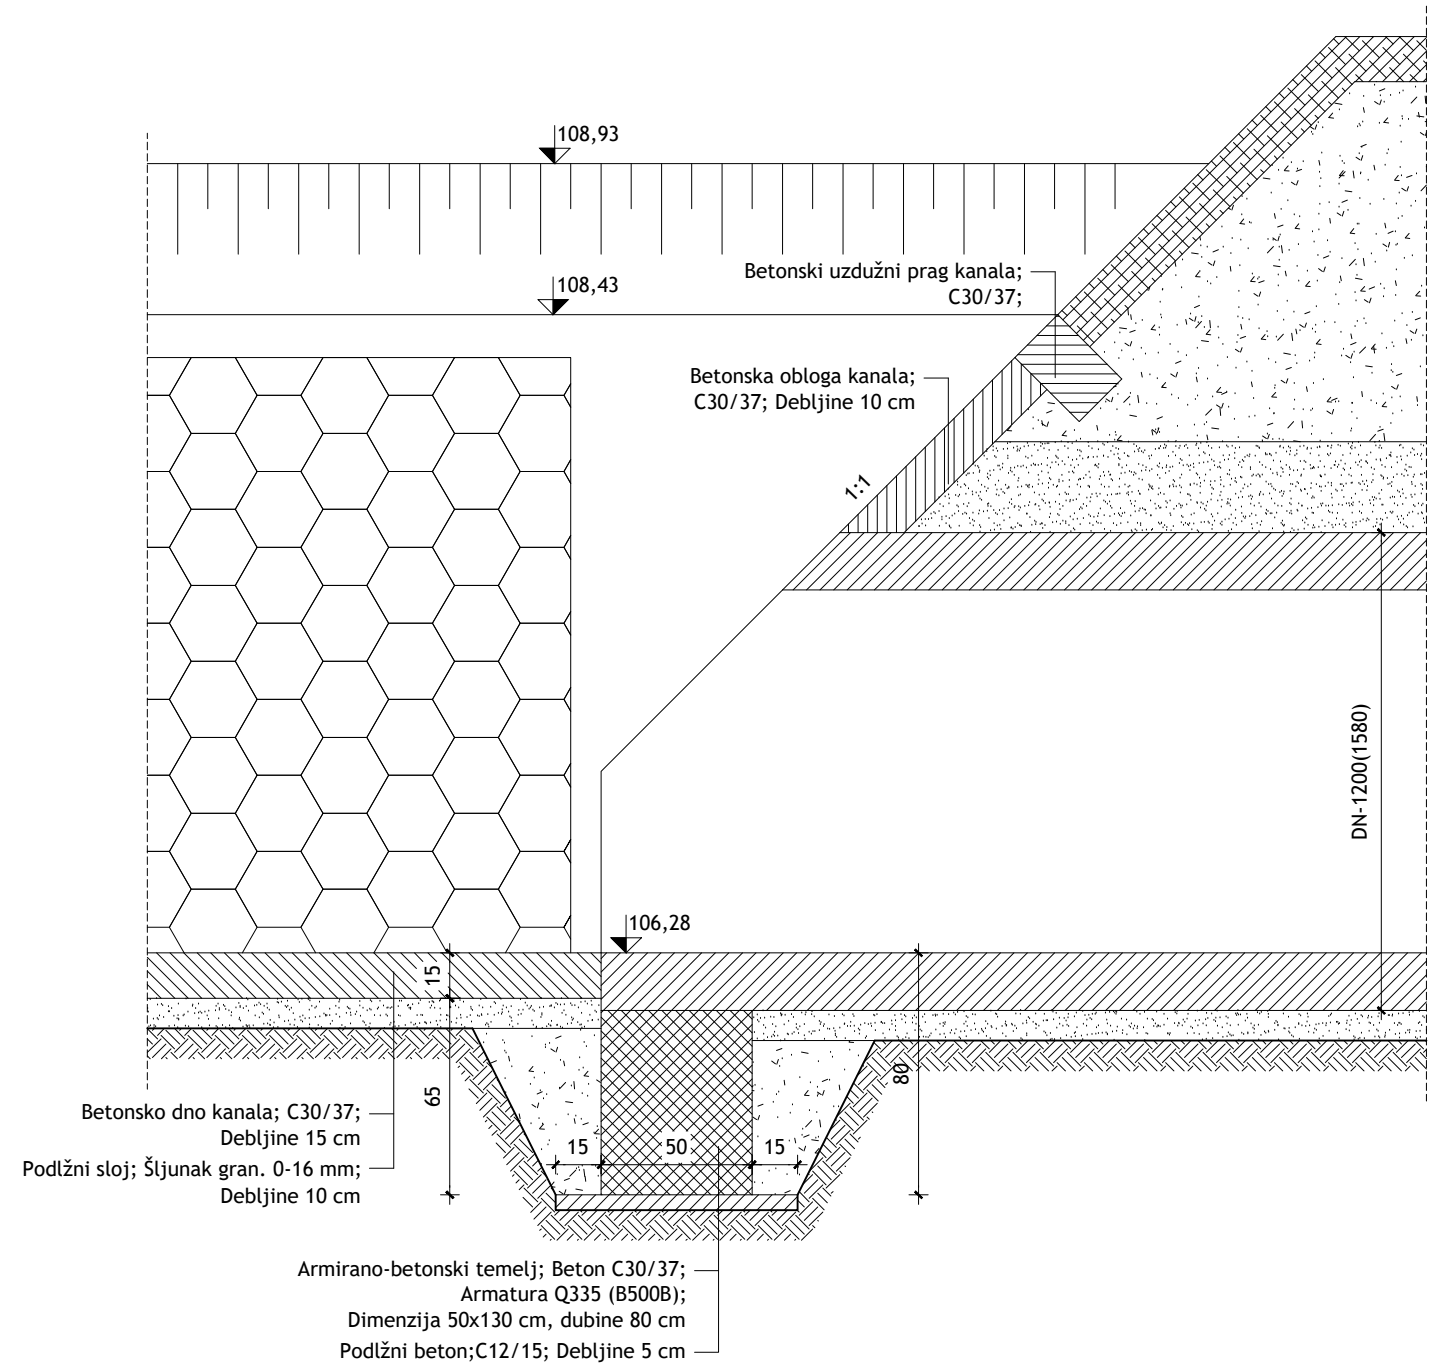 108,93
Betonski uzdužni prag kanala;
C30/37;
108,43
Betonska obloga kanala;
C30/37; Debljine 10 cm
1:1
DN-1200(1580)
106,28
15
65
80
15
50
15
Betonsko dno kanala; C30/37;
Debljine 15 cm
Podlžni sloj; Šljunak gran. 0-16 mm;
Debljine 10 cm
Armirano-betonski temelj; Beton C30/37;
Armatura Q335 (B500B);
Dimenzija 50x130 cm, dubine 80 cm
Podlžni beton;C12/15; Debljine 5 cm